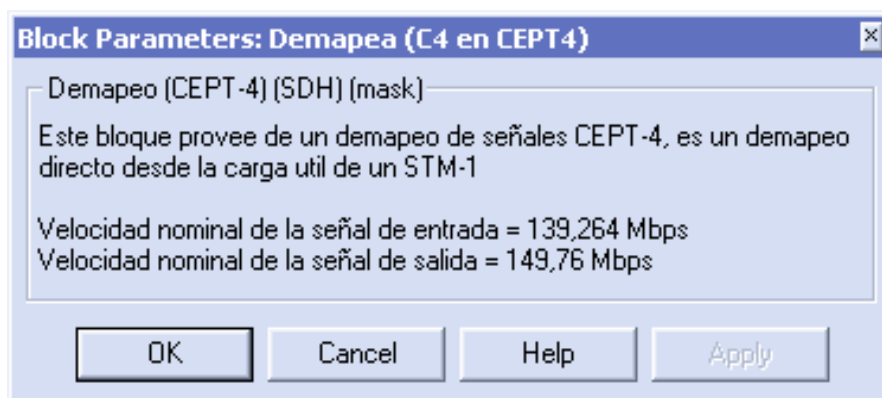 Block Parameters: Demapea (C4 en CEPT4)
Demapeo (CEPT-4) (SDH) (mask)
Este bloque provee de un demapeo de señales CEPT-4, es un demapeo
directo desde la carga util de un STM-1
Velocidad nominal de la señal de entrada = 139,264 Mbps
Velocidad nominal de la señal de salida = 149,76 Mbps
OK Cancel Help Apply